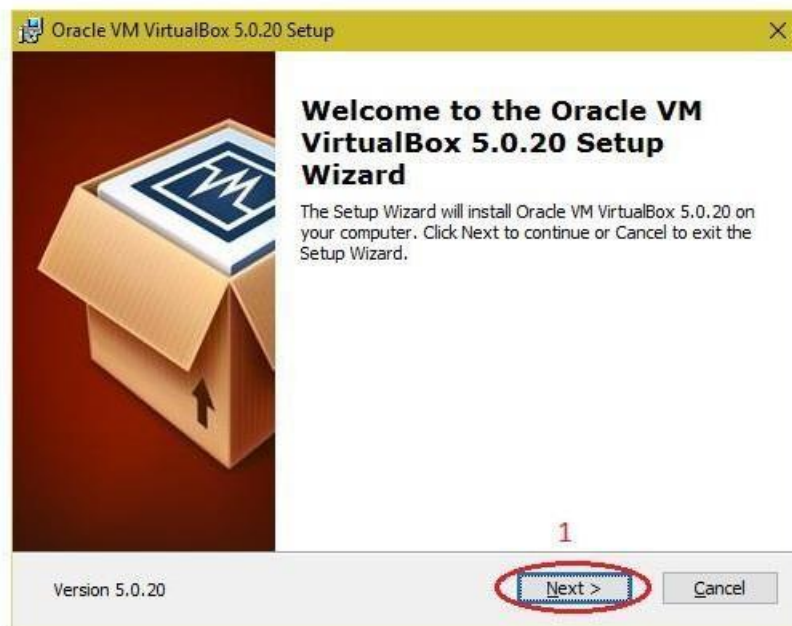 Oracle VM VirtualBox 5.0.20 Setup
Welcome to the Oracle VM
VirtualBox 5.0.20 Setup
Wizard
The Setup Wizard will install Oracle VM VirtualBox 5.0.20 on
your computer. Click Next to continue or Cancel to exit the
Setup Wizard.
1
Version 5.0.20
Next >
Cancel